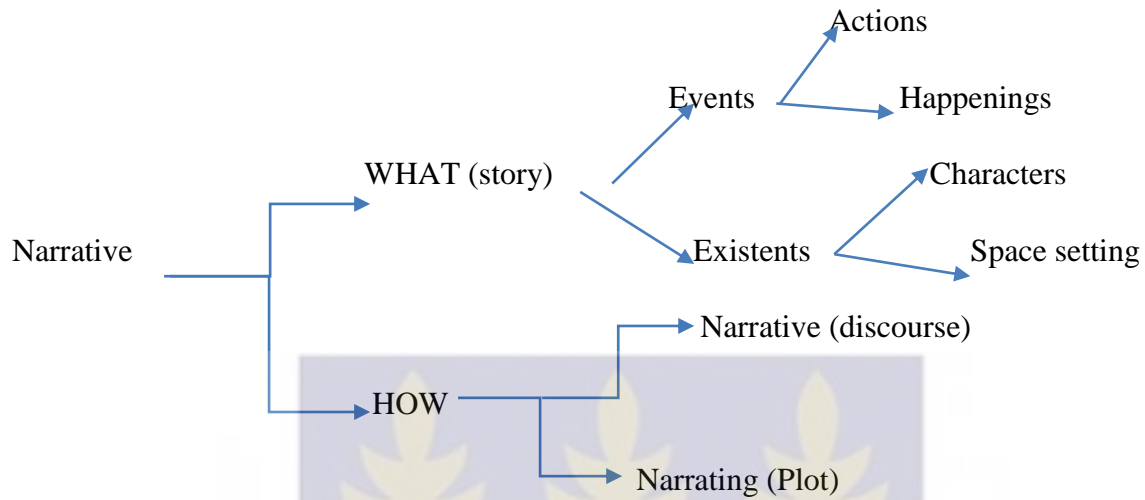 Actions
Events
Happenings
WHAT (story)
Characters
Narrative
Existents
Space setting
Narrative (discourse)
HOW
Narrating (Plot)